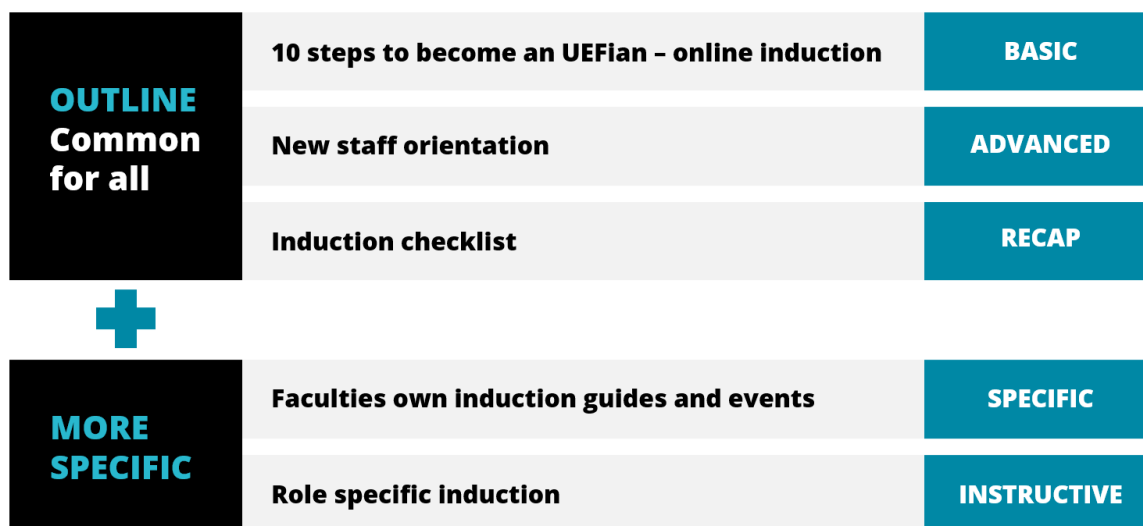 OUTLINE
Common
for all
10 steps to become an UEFian – online induction
BASIC
New staff orientation
ADVANCED
Induction checklist
RECAP
MORE
SPECIFIC
Faculties own induction guides and events
SPECIFIC
Role specific induction
INSTRUCTIVE